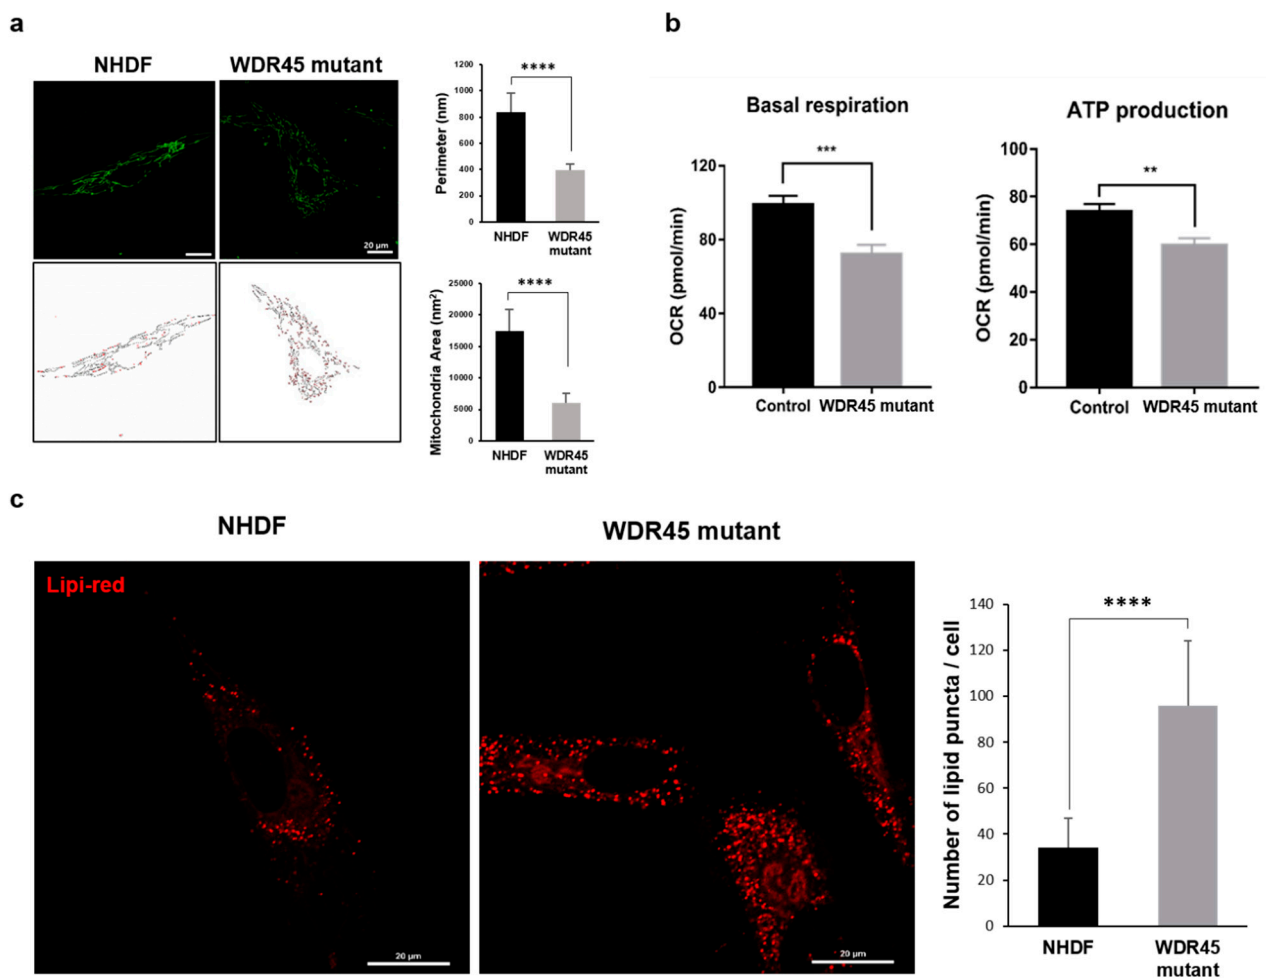 a
NHDF
WDR45 mutant
20 μm
Perimeter (nm)
1200
1000
800
600
400
200
0
****
NHDF
WDR45
mutant
Mitochondria Area (nm²)
25000
20000
15000
10000
5000
0
****
NHDF
WDR45
mutant
b
Basal respiration
OCR (pmol/min)
120
80
40
0
***
Control
WDR45 mutant
ATP production
OCR (pmol/min)
100
80
60
40
20
0
**
Control
WDR45 mutant
c
NHDF
WDR45 mutant
Lipi-red
20 μm
20 μm
Number of lipid puncta / cell
140
120
100
80
60
40
20
0
****
NHDF
WDR45
mutant